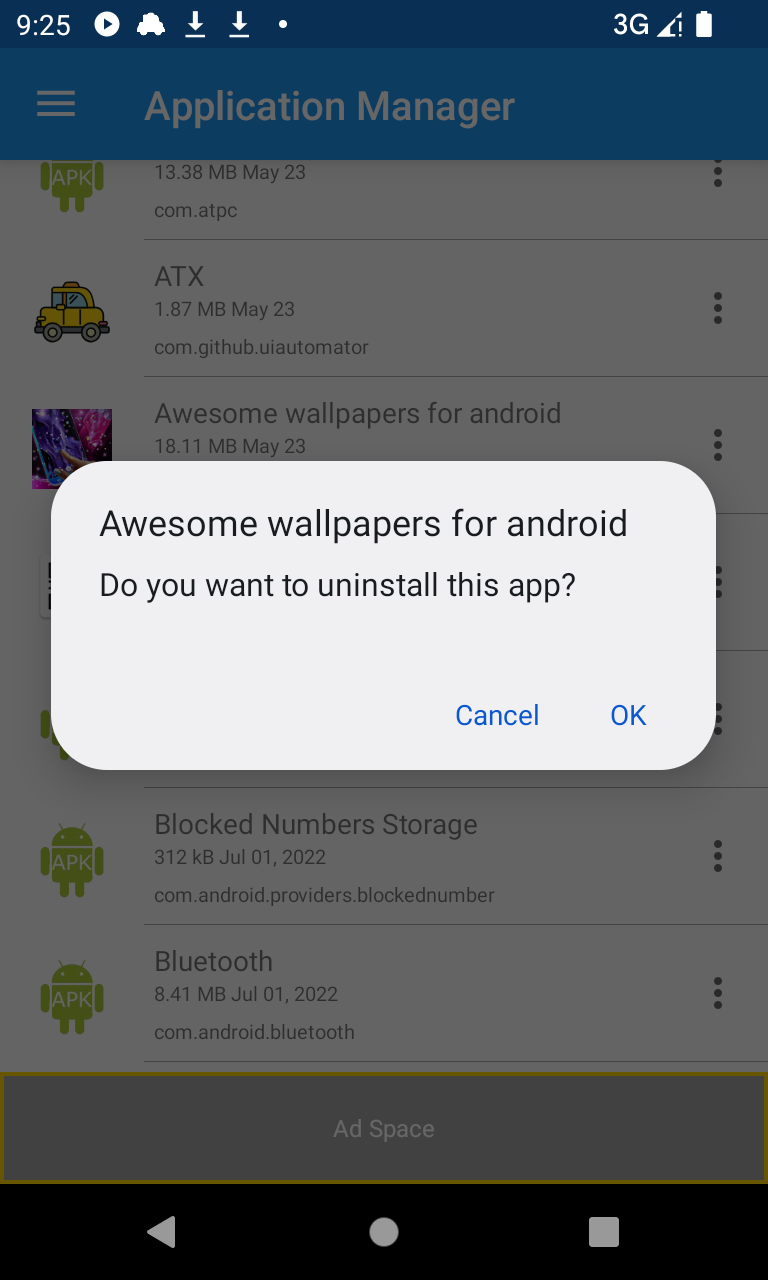 9:25
3G
Application Manager
APK
13.38 MB May 23
com.atpc
ATX
1.87 MB May 23
com.github.uiautomator
Awesome wallpapers for android
18.11 MB May 23
Awesome wallpapers for android
Do you want to uninstall this app?
Cancel
OK
Blocked Numbers Storage
312 kB Jul 01, 2022
APK
com.android.providers.blockednumber
Bluetooth
8.41 MB Jul 01, 2022
APK
com.android.bluetooth
Ad Space